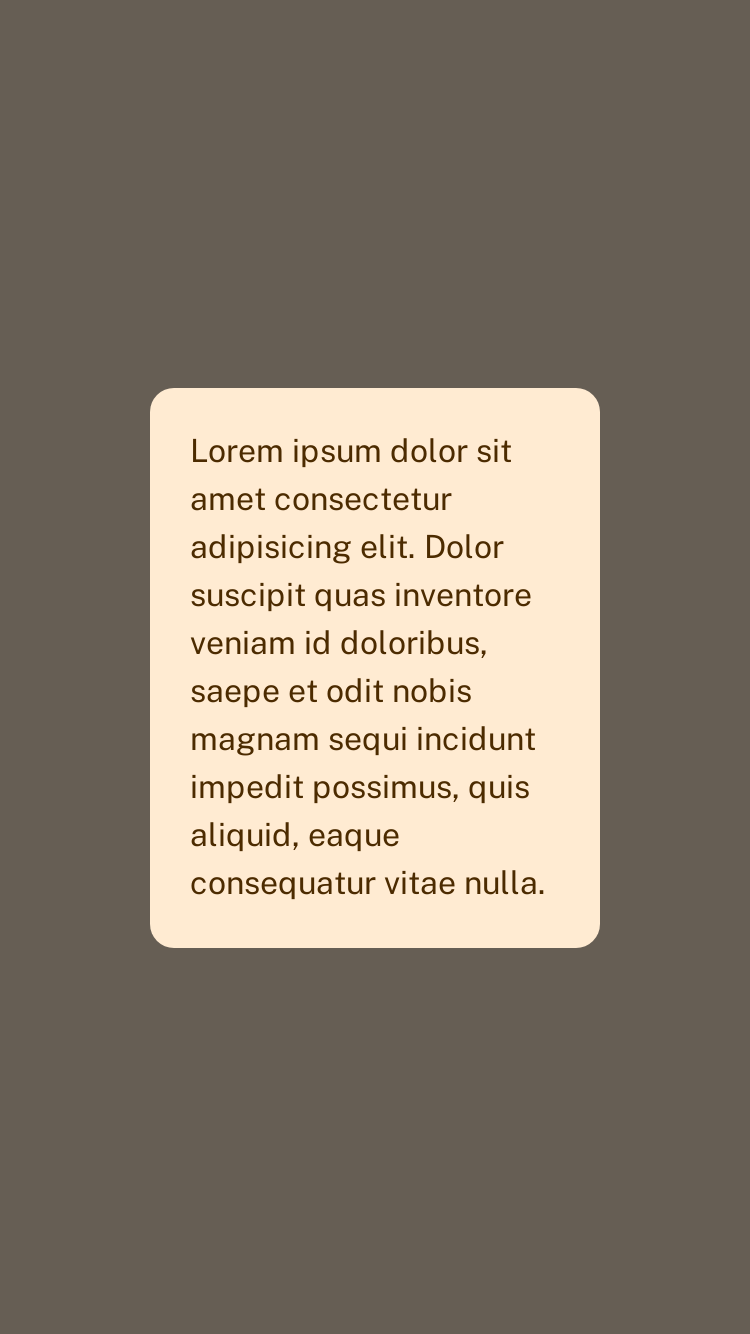 Lorem ipsum dolor sit
amet consectetur
adipisicing elit. Dolor
suscipit quas inventore
veniam id doloribus,
saepe et odit nobis
magnam sequi incidunt
impedit possimus, quis
aliquid, eaque
consequatur vitae nulla.